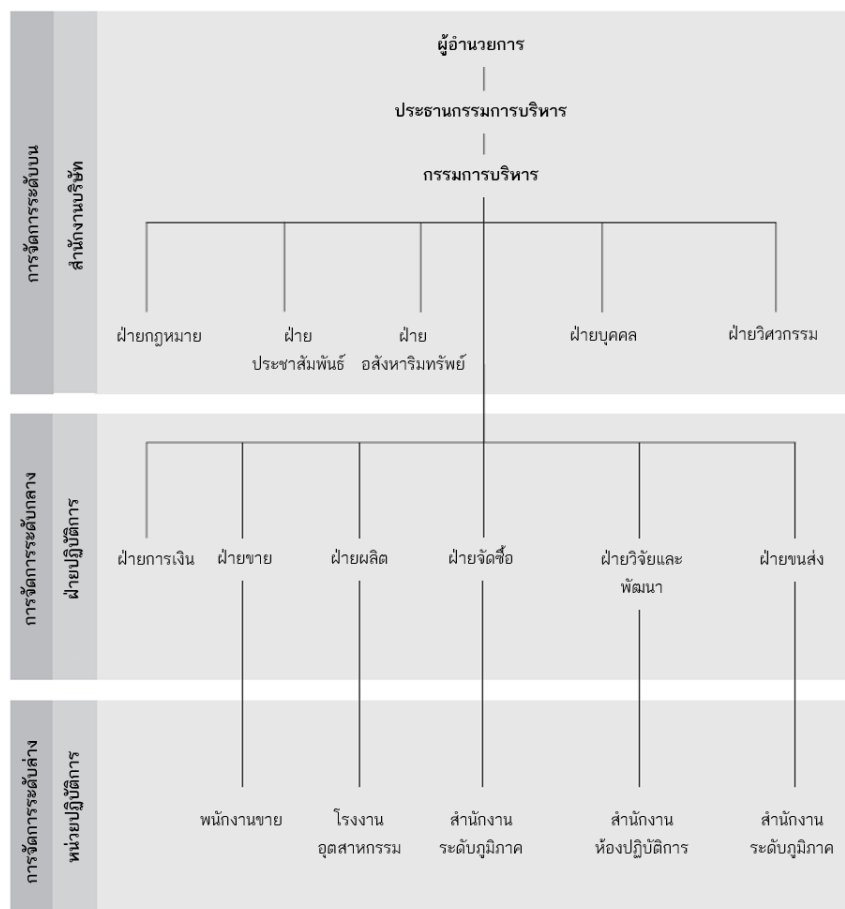 การจัดการระดับบน
สำนักงานบริษัท
ผู้อำนวยการ
ประธานกรรมการบริหาร
กรรมการบริหาร
ฝ่ายกฎหมาย
ฝ่าย
ประชาสัมพันธ์
ฝ่าย
อสังหาริมทรัพย์
ฝ่ายบุคคล
ฝ่ายวิศวกรรม
การจัดการระดับกลาง
ฝ่ายปฏิบัติการ
ฝ่ายการเงิน
ฝ่ายขาย
ฝ่ายผลิต
ฝ่ายจัดซื้อ
ฝ่ายวิจัยและ
พัฒนา
ฝ่ายขนส่ง
การจัดการระดับล่าง
หน่วยปฏิบัติการ
พนักงานขาย
โรงงาน
อุตสาหกรรม
สำนักงาน
ระดับภูมิภาค
สำนักงาน
ห้องปฏิบัติการ
สำนักงาน
ระดับภูมิภาค